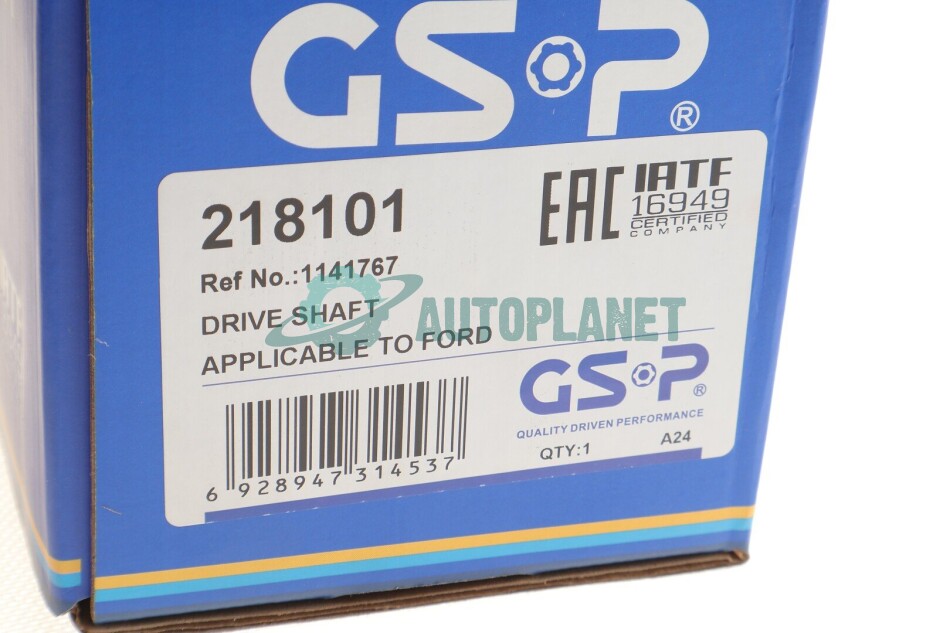 GSP®
218101
Ref No.:1141767
DRIVE SHAFT
APPLICABLE TO FORD
EAC
IATF
16949
CERTIFIED
COMPANY
AUTOPLANET
GSP®
QUALITY DRIVEN PERFORMANCE
QTY:1 A24
6 928947 314537